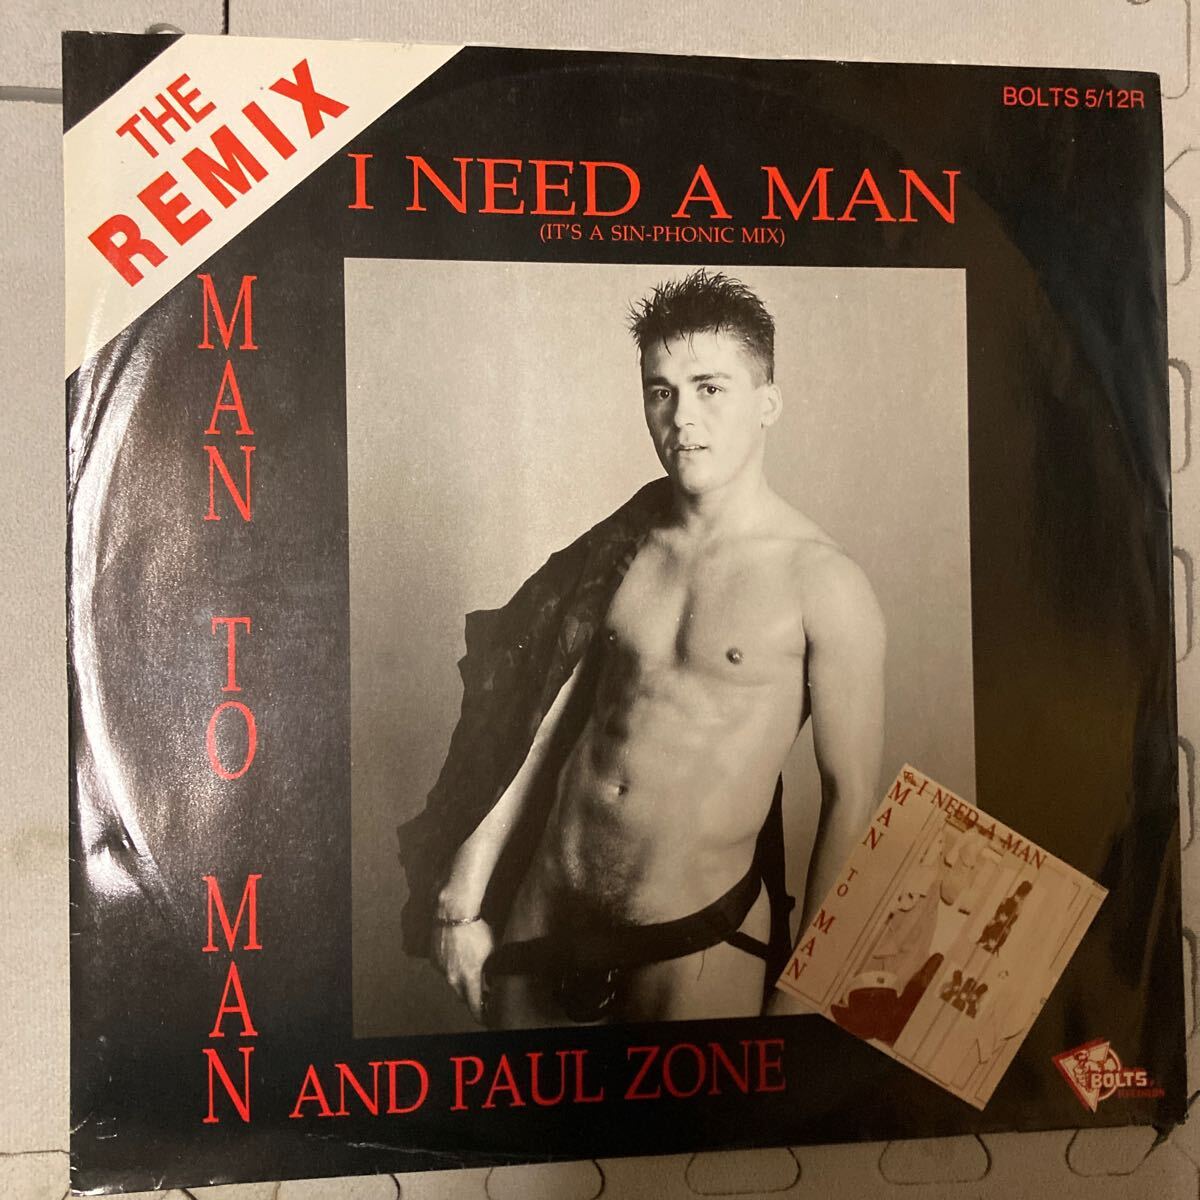 THE
REMIX
BOLTS 5/12R
I NEED A MAN
(IT'S A SIN-PHONIC MIX)
MAN TO MAN
AND PAUL ZONE
I NEED A MAN
MAN TO MAN
BOLTS